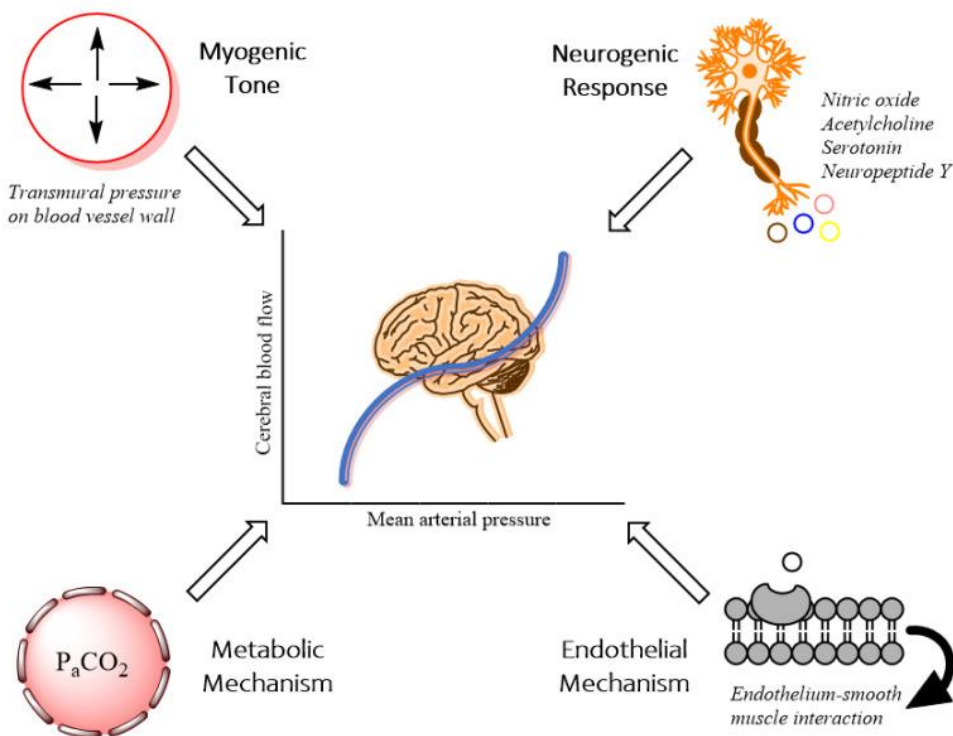 Myogenic
Tone
Transmural pressure
on blood vessel wall
Neurogenic
Response
Nitric oxide
Acetylcholine
Serotonin
Neuropeptide Y
Cerebral blood flow
Mean arterial pressure
PₐCO₂
Metabolic
Mechanism
Endothelial
Mechanism
Endothelium-smooth
muscle interaction